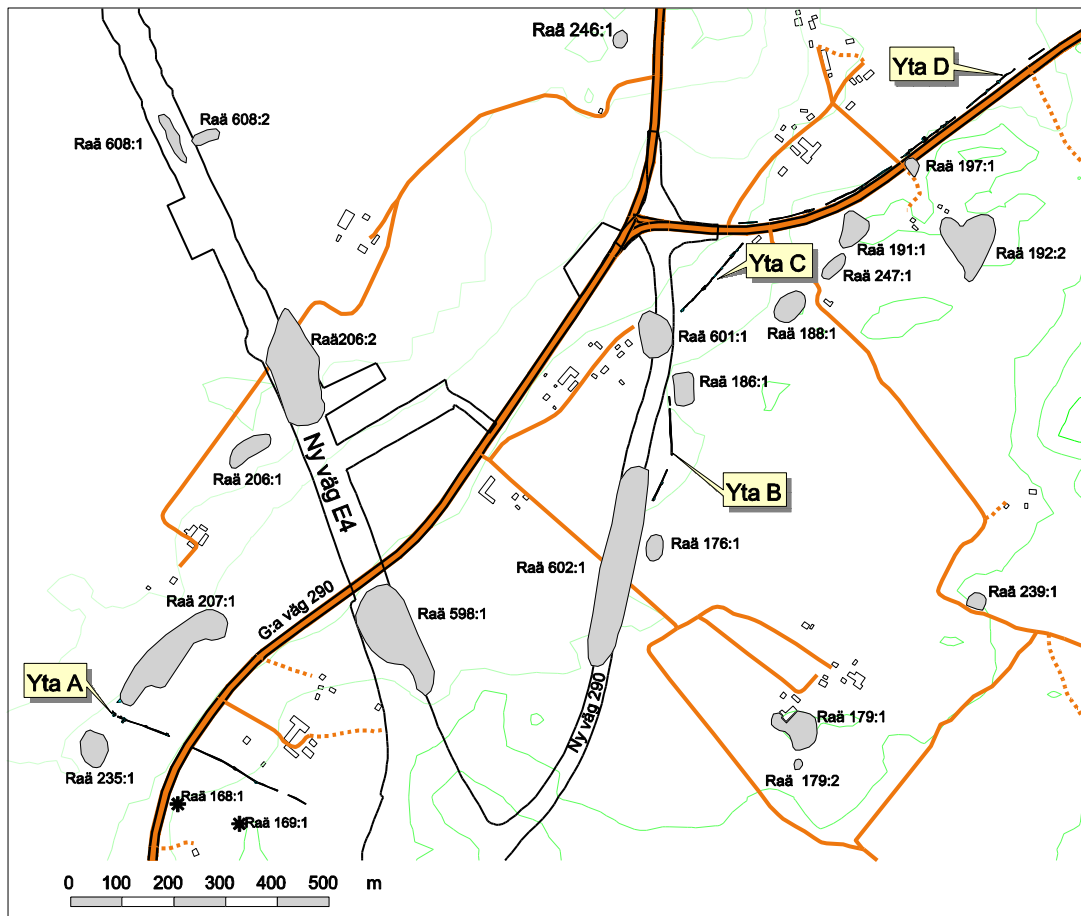 Raä 246:1
Yta D
Raä 608:2
Raä 608:1
Raä 197:1
Raä 191:1
Raä 192:2
Yta C
Raä 247:1
Raä 188:1
Raä206:2
Raä 601:1
Raä 186:1
Ny väg E4
Raä 206:1
Yta B
Raä 176:1
Raä 602:1
Raä 207:1
G:a väg 290
Raä 598:1
Raä 239:1
Yta A
Ny väg 290
Raä 179:1
Raä 235:1
Raä 179:2
Raä 168:1
Raä 169:1
0 100 200 300 400 500 m